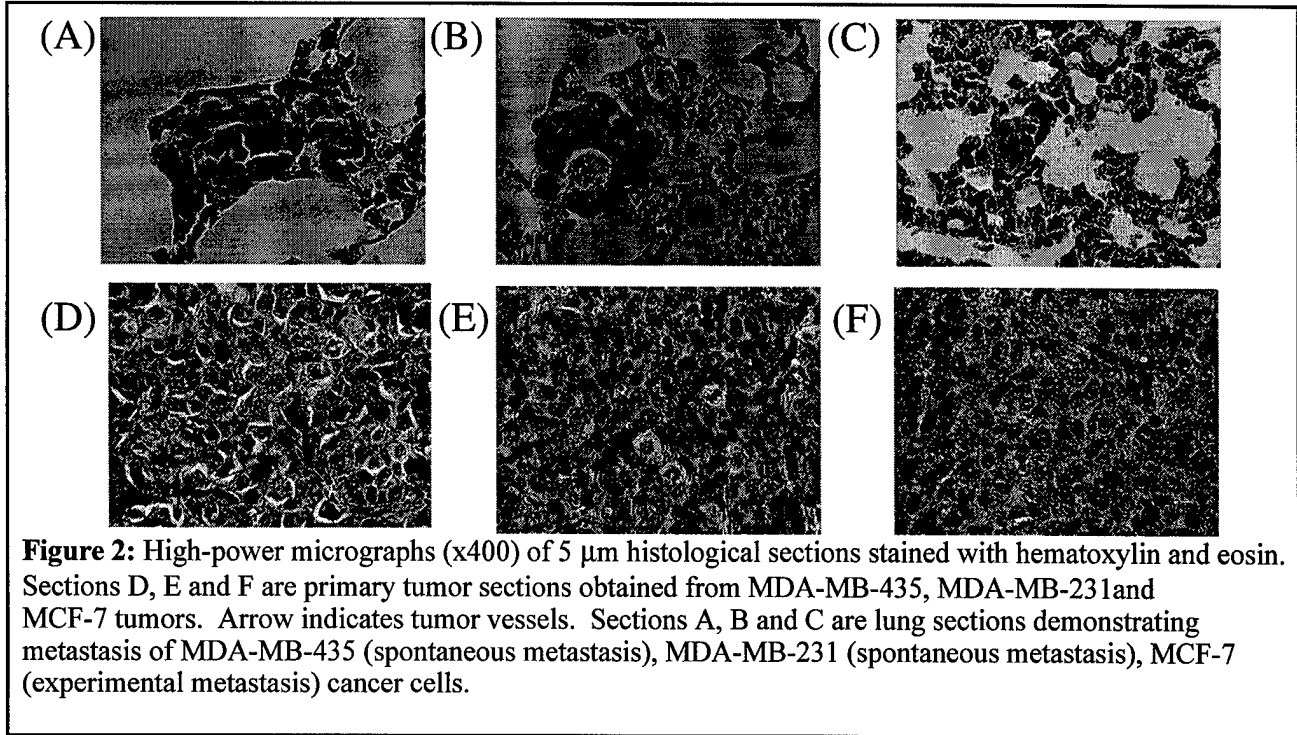 (A) (B) (C)
(D) (E) (F)
Figure 2: High-power micrographs (x400) of 5 μm histological sections stained with hematoxylin and eosin.
Sections D, E and F are primary tumor sections obtained from MDA-MB-435, MDA-MB-231and
MCF-7 tumors. Arrow indicates tumor vessels. Sections A, B and C are lung sections demonstrating
metastasis of MDA-MB-435 (spontaneous metastasis), MDA-MB-231 (spontaneous metastasis), MCF-7
(experimental metastasis) cancer cells.